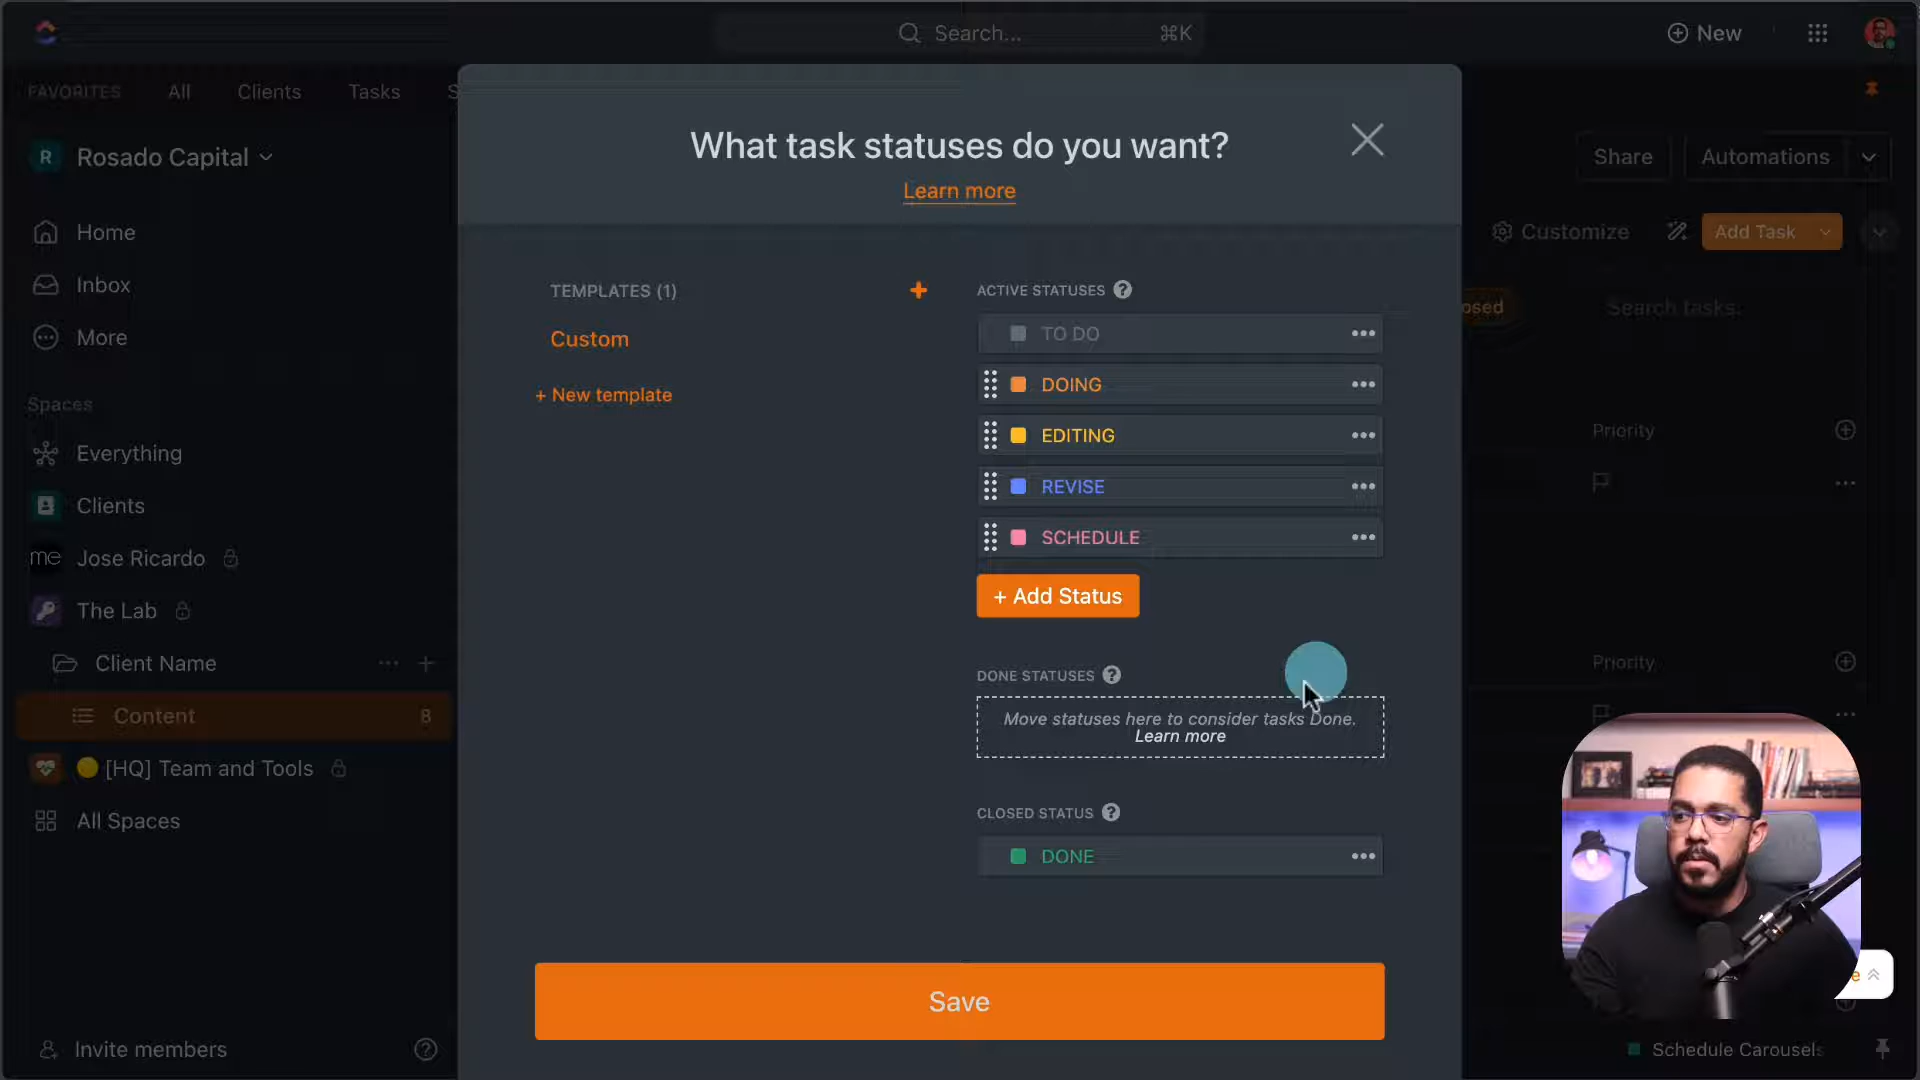 Search...
⌘K
New
FAVORITES
All
Clients
Tasks
S
R
Rosado Capital
Share
Automations
Home
Inbox
More
Customize
Add Task
What task statuses do you want?
Learn more
TEMPLATES (1)
Custom
+ New template
ACTIVE STATUSES
TO DO
DOING
EDITING
REVISE
SCHEDULE
+ Add Status
DONE STATUSES
Move statuses here to consider tasks Done.
Learn more
CLOSED STATUS
DONE
Save
osed
Search tasks:
Priority
Priority
Spaces
Everything
Clients
me
Jose Ricardo
The Lab
Client Name
Content
8
[HQ] Team and Tools
All Spaces
Invite members
e
Schedule Carousels